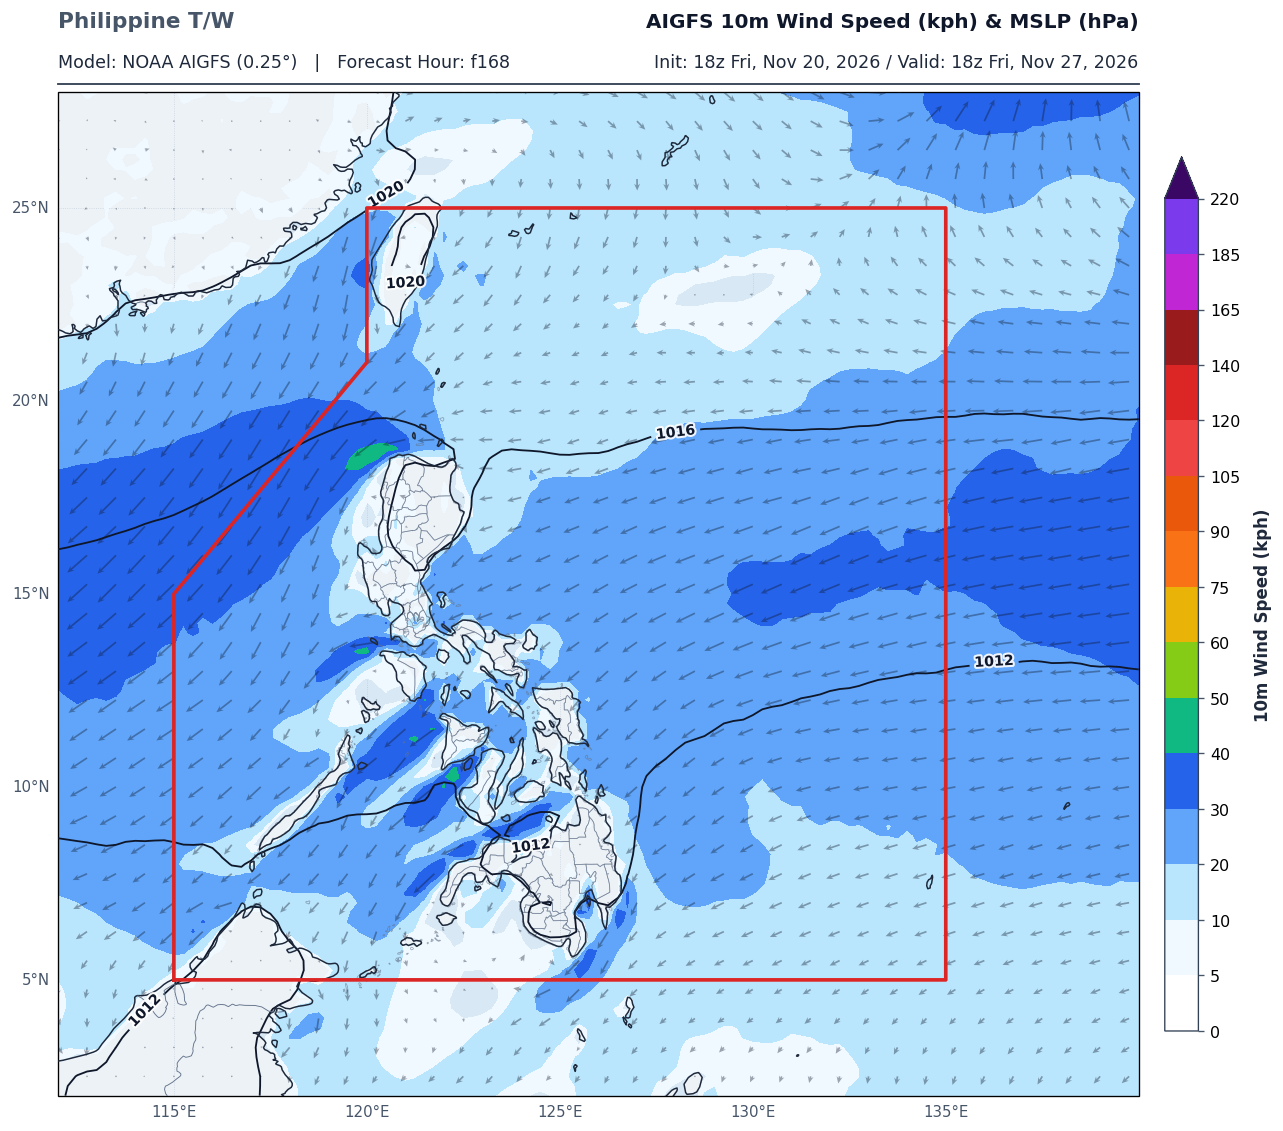 Philippine T/W
AIGFS 10m Wind Speed (kph) & MSLP (hPa)
Model: NOAA AIGFS (0.25°)   |   Forecast Hour: f168
Init: 18z Fri, Nov 20, 2026 / Valid: 18z Fri, Nov 27, 2026
25°N
20°N
15°N
10°N
5°N
115°E
120°E
125°E
130°E
135°E
1020
1020
1016
1012
1012
1012
220
185
165
140
120
105
90
75
60
50
40
30
20
10
5
0
10m Wind Speed (kph)